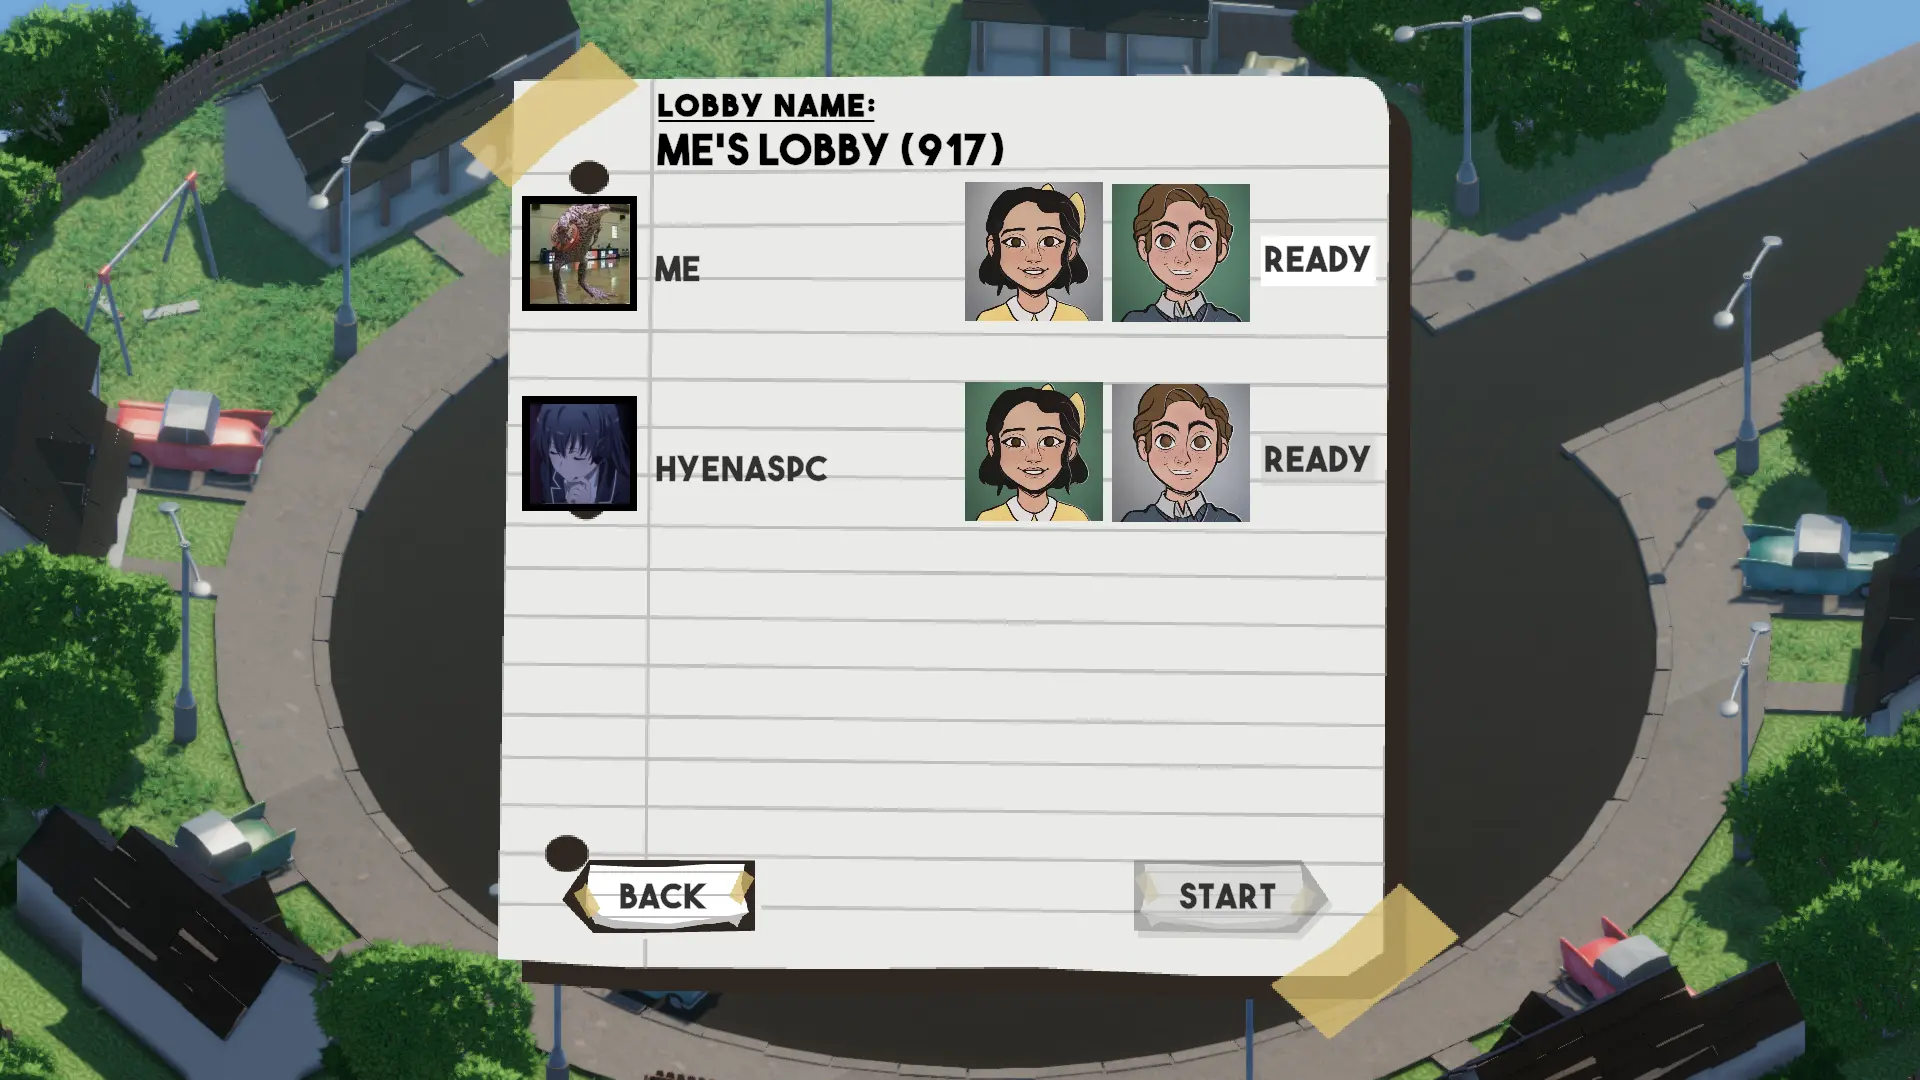 LOBBY NAME:
ME'S LOBBY (917)
ME
READY
HYENASPC
READY
BACK
START